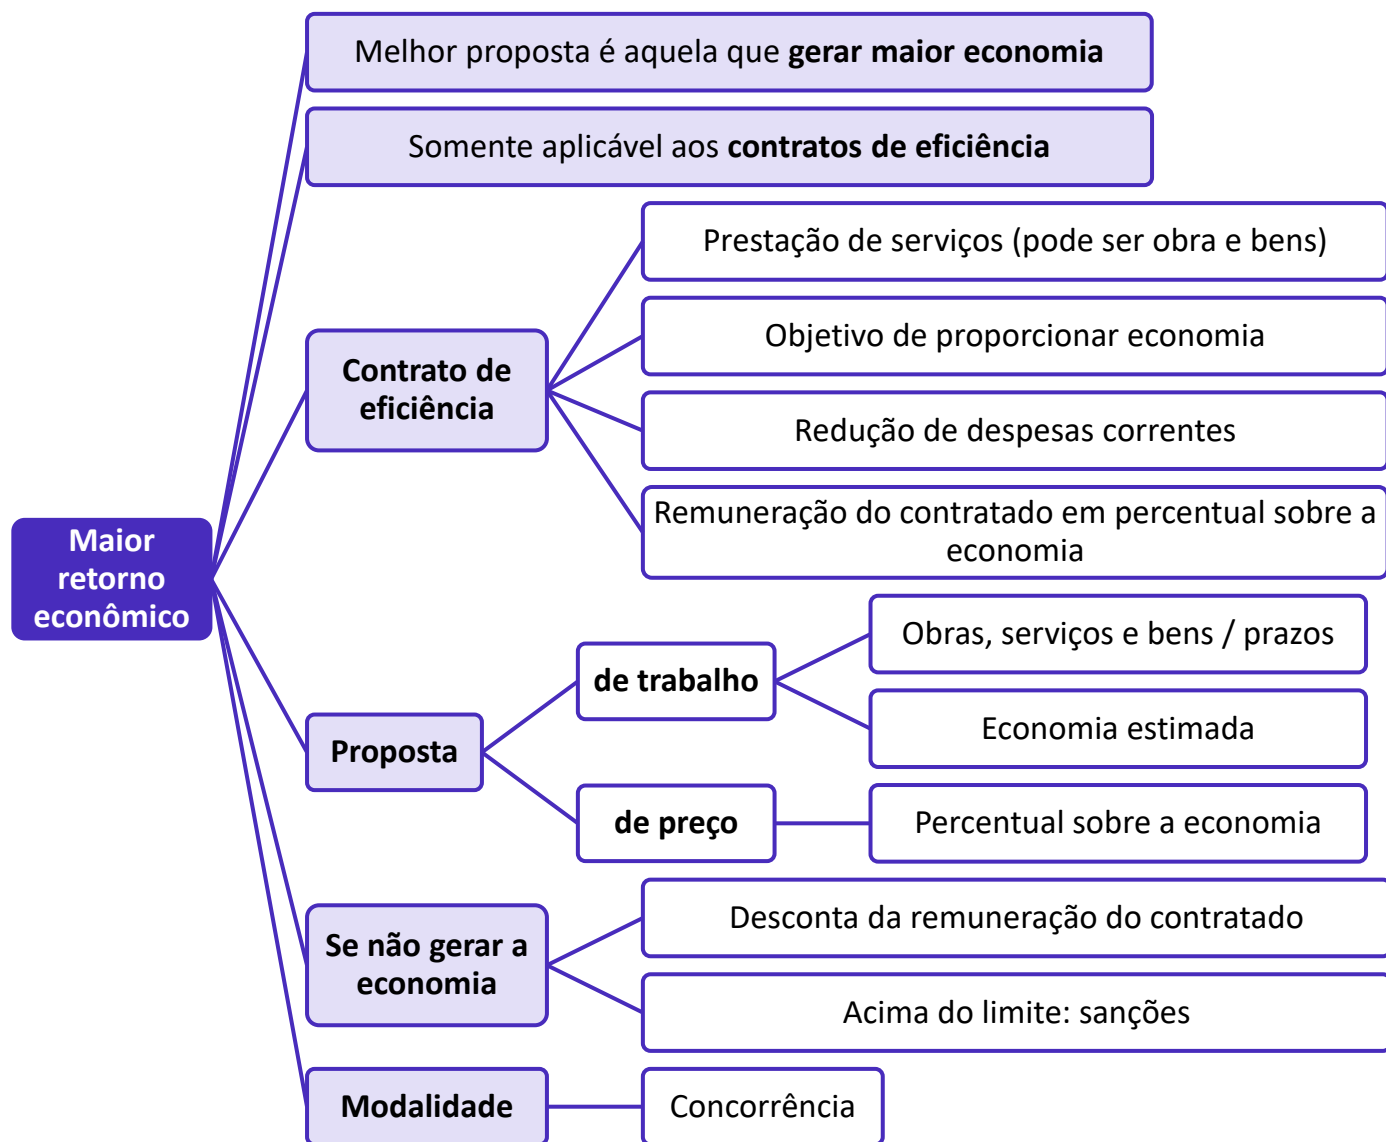 Melhor proposta é aquela que gerar maior economia
Somente aplicável aos contratos de eficiência
Prestação de serviços (pode ser obra e bens)
Objetivo de proporcionar economia
Contrato de
eficiência
Redução de despesas correntes
Remuneração do contratado em percentual sobre a
economia
Maior
retorno
econômico
Obras, serviços e bens / prazos
de trabalho
Economia estimada
Proposta
de preço
Percentual sobre a economia
Desconta da remuneração do contratado
Se não gerar a
economia
Acima do limite: sanções
Modalidade
Concorrência